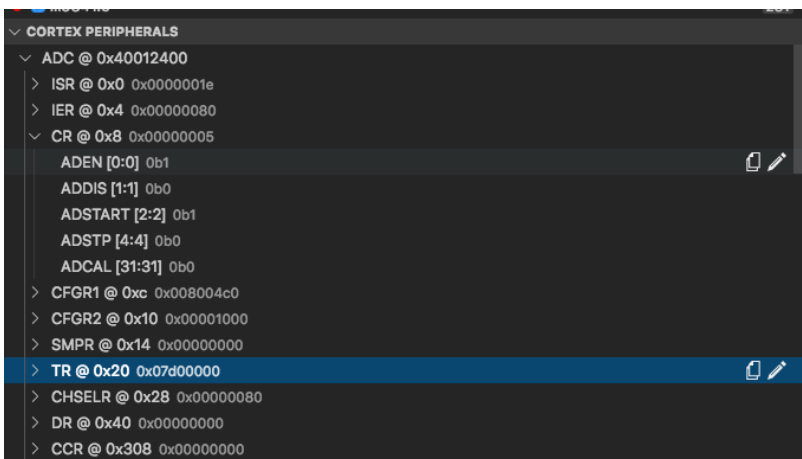 CORTEX PERIPHERALS
ADC @ 0x40012400
ISR @ 0x0 0x0000001e
IER @ 0x4 0x00000080
CR @ 0x8 0x00000005
ADEN [0:0] 0b1
ADDIS [1:1] 0b0
ADSTART [2:2] 0b1
ADSTP [4:4] 0b0
ADCAL [31:31] 0b0
CFGR1 @ 0xc 0x008004c0
CFGR2 @ 0x10 0x00001000
SMPR @ 0x14 0x00000000
TR @ 0x20 0x07d00000
CHSELR @ 0x28 0x00000080
DR @ 0x40 0x00000000
CCR @ 0x308 0x00000000